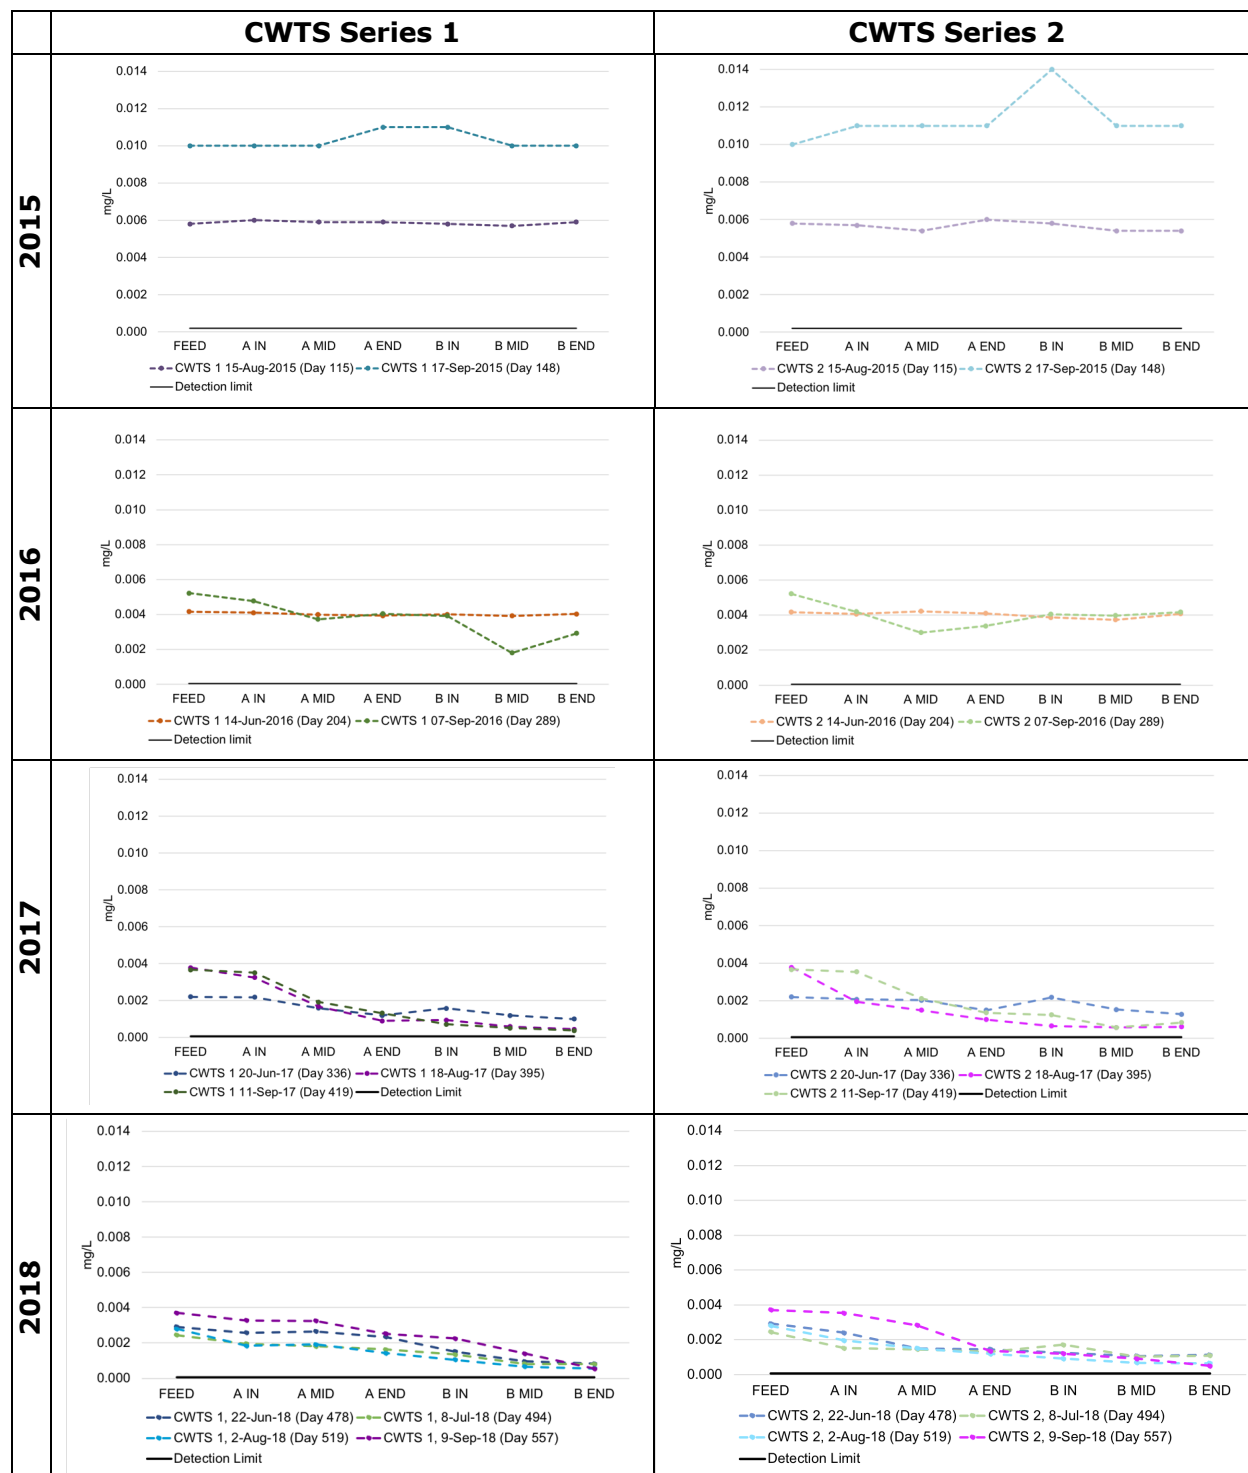 CWTS Series 1
CWTS Series 2
2015
0.014
0.012
0.010
0.008
0.006
0.004
0.002
0.000
mg/L
FEED A IN A MID A END B IN B MID B END
CWTS 1 15-Aug-2015 (Day 115) CWTS 1 17-Sep-2015 (Day 148)
Detection limit
0.014
0.012
0.010
0.008
0.006
0.004
0.002
0.000
mg/L
FEED A IN A MID A END B IN B MID B END
CWTS 2 15-Aug-2015 (Day 115) CWTS 2 17-Sep-2015 (Day 148)
Detection limit
2016
0.014
0.012
0.010
0.008
0.006
0.004
0.002
0.000
mg/L
FEED A IN A MID A END B IN B MID B END
CWTS 1 14-Jun-2016 (Day 204) CWTS 1 07-Sep-2016 (Day 289)
Detection limit
0.014
0.012
0.010
0.008
0.006
0.004
0.002
0.000
mg/L
FEED A IN A MID A END B IN B MID B END
CWTS 2 14-Jun-2016 (Day 204) CWTS 2 07-Sep-2016 (Day 289)
Detection limit
2017
0.014
0.012
0.010
0.008
0.006
0.004
0.002
0.000
mg/L
FEED A IN A MID A END B IN B MID B END
CWTS 1 20-Jun-17 (Day 336) CWTS 1 18-Aug-17 (Day 395)
CWTS 1 11-Sep-17 (Day 419) Detection Limit
0.014
0.012
0.010
0.008
0.006
0.004
0.002
0.000
mg/L
FEED A IN A MID A END B IN B MID B END
CWTS 2 20-Jun-17 (Day 336) CWTS 2 18-Aug-17 (Day 395)
CWTS 2 11-Sep-17 (Day 419) Detection Limit
2018
0.014
0.012
0.010
0.008
0.006
0.004
0.002
0.000
mg/L
FEED A IN A MID A END B IN B MID B END
CWTS 1, 22-Jun-18 (Day 478) CWTS 1, 8-Jul-18 (Day 494)
CWTS 1, 2-Aug-18 (Day 519) CWTS 1, 9-Sep-18 (Day 557)
Detection Limit
0.014
0.012
0.010
0.008
0.006
0.004
0.002
0.000
mg/L
FEED A IN A MID A END B IN B MID B END
CWTS 2, 22-Jun-18 (Day 478) CWTS 2, 8-Jul-18 (Day 494)
CWTS 2, 2-Aug-18 (Day 519) CWTS 2, 9-Sep-18 (Day 557)
Detection Limit